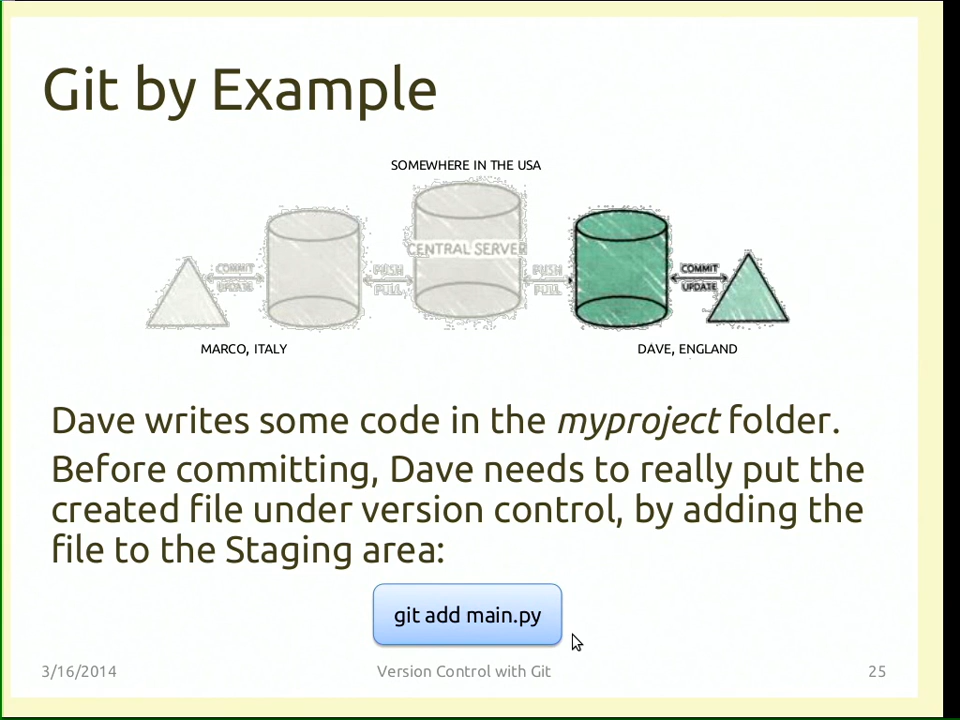 Git by Example
SOMEWHERE IN THE USA
CENTRAL SERVER
COMMIT
UPDATE
PUSH
PULL
PUSH
PULL
COMMIT
UPDATE
MARCO, ITALY
DAVE, ENGLAND
Dave writes some code in the myproject folder.
Before committing, Dave needs to really put the
created file under version control, by adding the
file to the Staging area:
git add main.py
3/16/2014
Version Control with Git
25